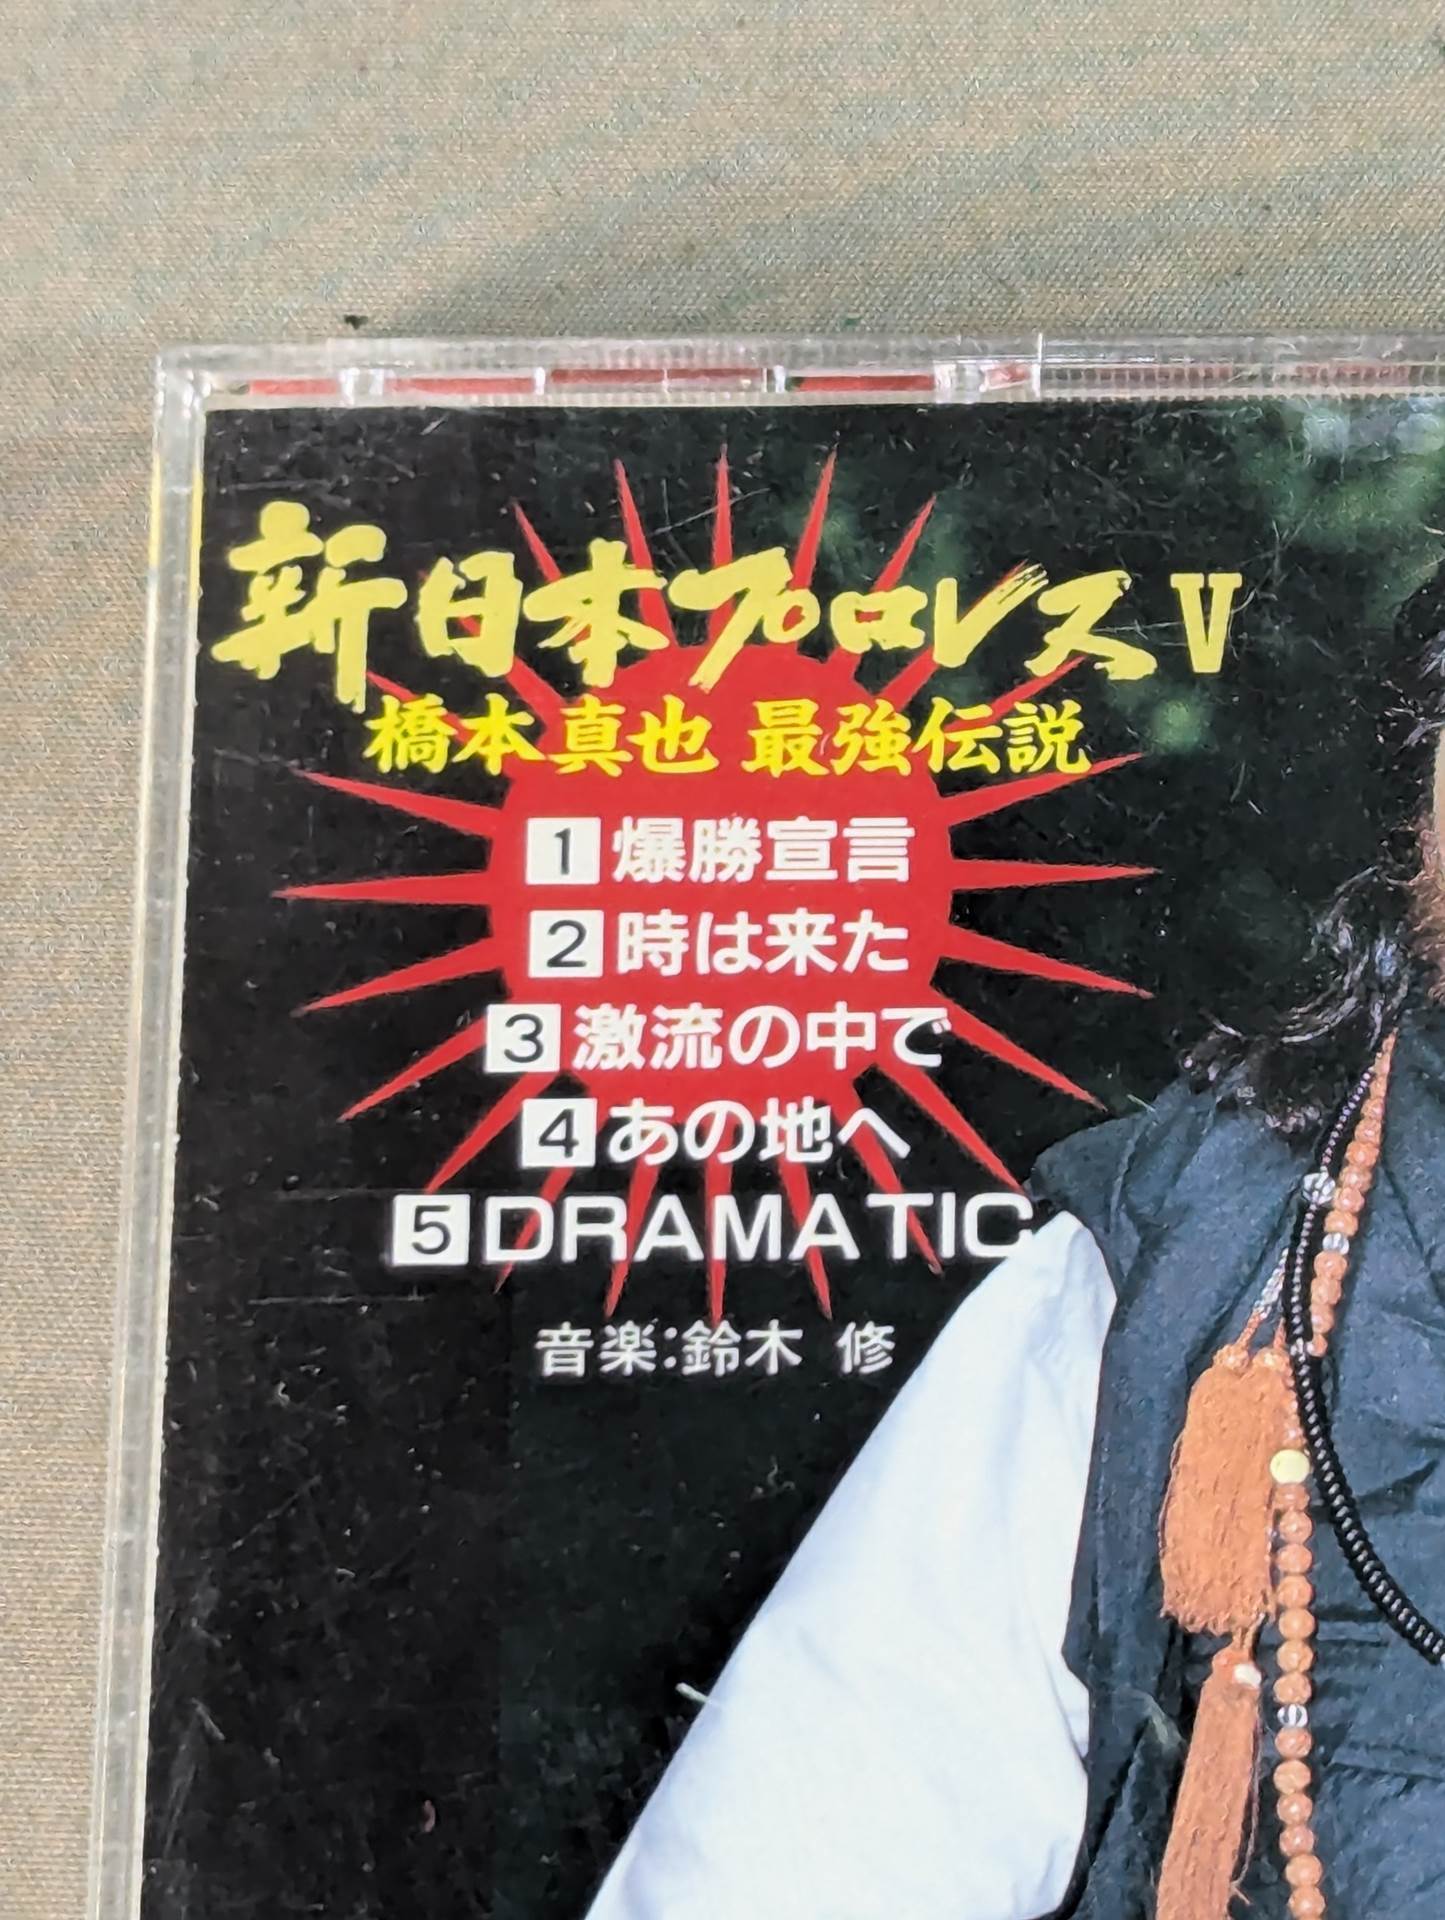 新日本プロレスV
橋本真也 最強伝説
1 爆勝宣言
2 時は来た
3 激流の中で
4 あの地へ
5 DRAMATIC
音楽:鈴木 修